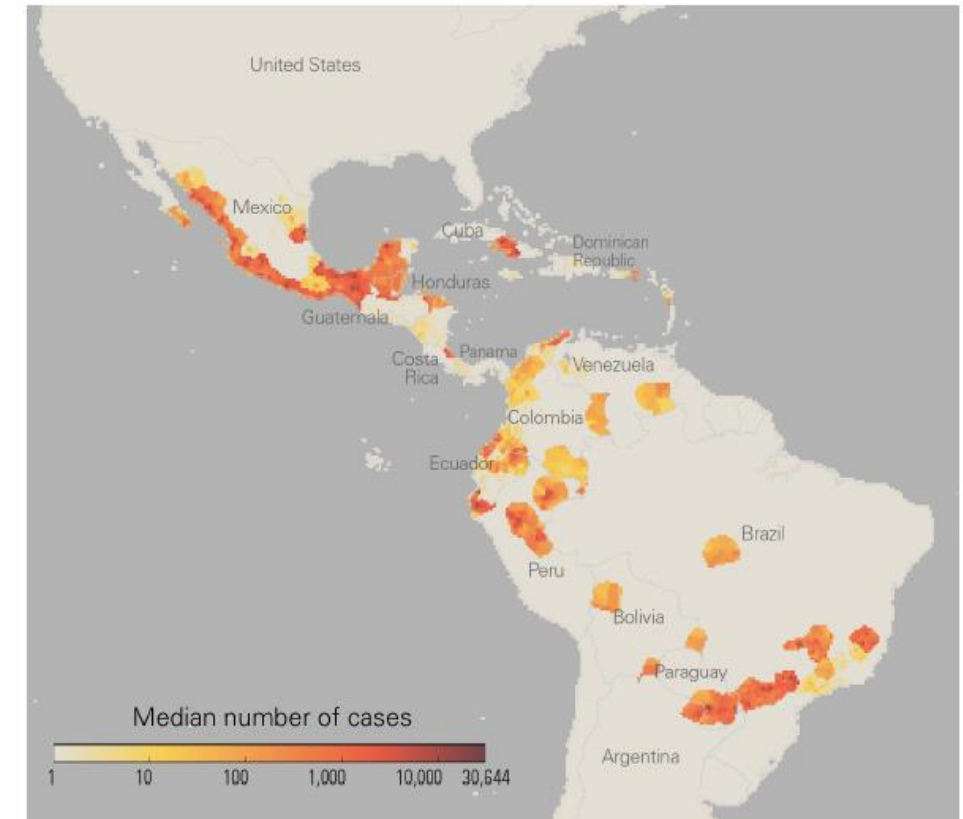 United States
Mexico
Cuba
Dominican
Republic
Honduras
Guatemala
Costa
Rica
Panama
Venezuela
Colombia
Ecuador
Brazil
Peru
Bolivia
Paraguay
Argentina
Median number of cases
1 10 100 1,000 10,000 30,644